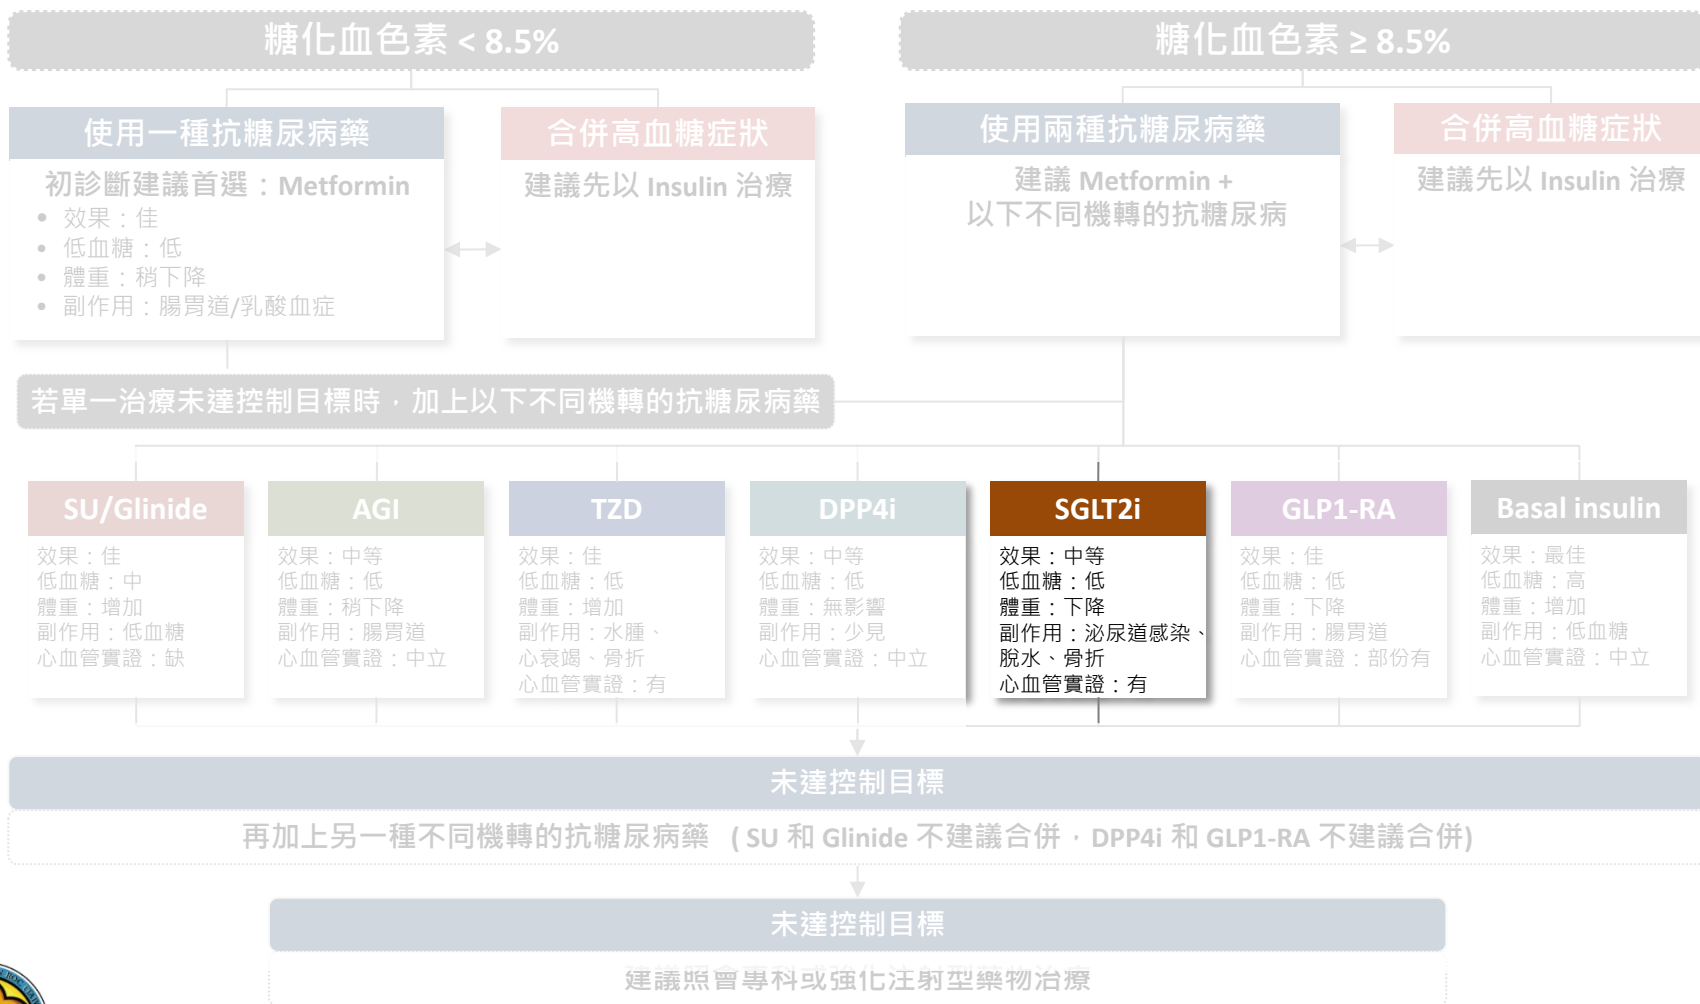 糖化血色素 < 8.5%
糖化血色素 ≥ 8.5%
使用一種抗糖尿病藥
初診斷建議首選：Metformin
• 效果：佳
• 低血糖：低
• 體重：稍下降
• 副作用：腸胃道/乳酸血症
合併高血糖症狀
建議先以 Insulin 治療
使用兩種抗糖尿病藥
建議 Metformin +
以下不同機轉的抗糖尿病
合併高血糖症狀
建議先以 Insulin 治療
若單一治療未達控制目標時，加上以下不同機轉的抗糖尿病藥
SU/Glinide
效果：佳
低血糖：中
體重：增加
副作用：低血糖
心血管實證：缺
AGI
效果：中等
低血糖：低
體重：稍下降
副作用：腸胃道
心血管實證：中立
TZD
效果：佳
低血糖：低
體重：增加
副作用：水腫、
心衰竭、骨折
心血管實證：有
DPP4i
效果：中等
低血糖：低
體重：無影響
副作用：少見
心血管實證：中立
SGLT2i
效果：中等
低血糖：低
體重：下降
副作用：泌尿道感染、
脫水、骨折
心血管實證：有
GLP1-RA
效果：佳
低血糖：低
體重：下降
副作用：腸胃道
心血管實證：部份有
Basal insulin
效果：最佳
低血糖：高
體重：增加
副作用：低血糖
心血管實證：中立
未達控制目標
再加上另一種不同機轉的抗糖尿病藥 ( SU 和 Glinide 不建議合併，DPP4i 和 GLP1-RA 不建議合併)
未達控制目標
建議照會專科或強化注射型藥物治療